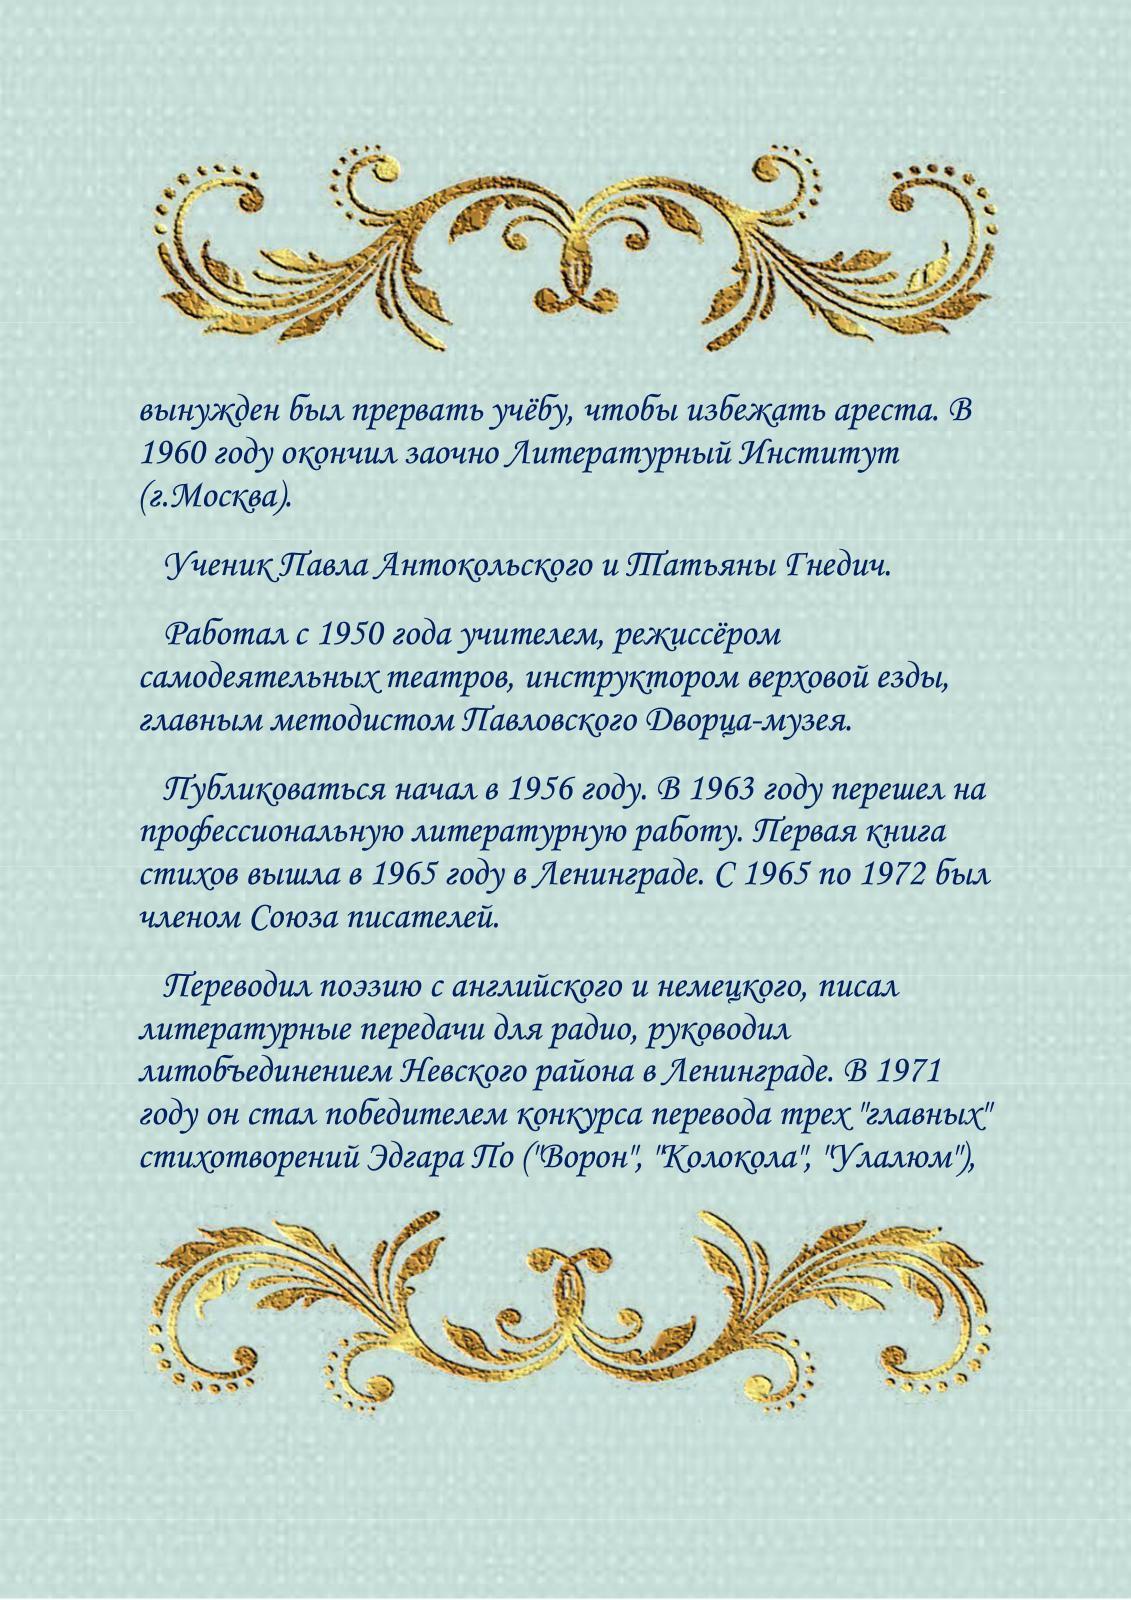 вынужден был прервать учёбу, чтобы избежать ареста. В
1960 году окончил заочно Литературный Институт
(г.Москва).
Ученик Павла Антокольского и Татьяны Гнедич.
Работал с 1950 года учителем, режиссёром
самодеятельных театров, инструктором верховой езды,
главным методистом Павловского Дворца-музея.
Публиковаться начал в 1956 году. В 1963 году перешел на
профессиональную литературную работу. Первая книга
стихов вышла в 1965 году в Ленинграде. С 1965 по 1972 был
членом Союза писателей.
Переводил поэзию с английского и немецкого, писал
литературные передачи для радио, руководил
литобъединением Невского района в Ленинграде. В 1971
году он стал победителем конкурса перевода трех "главных"
стихотворений Эдгара По ("Ворон", "Колокола", "Улалюм"),